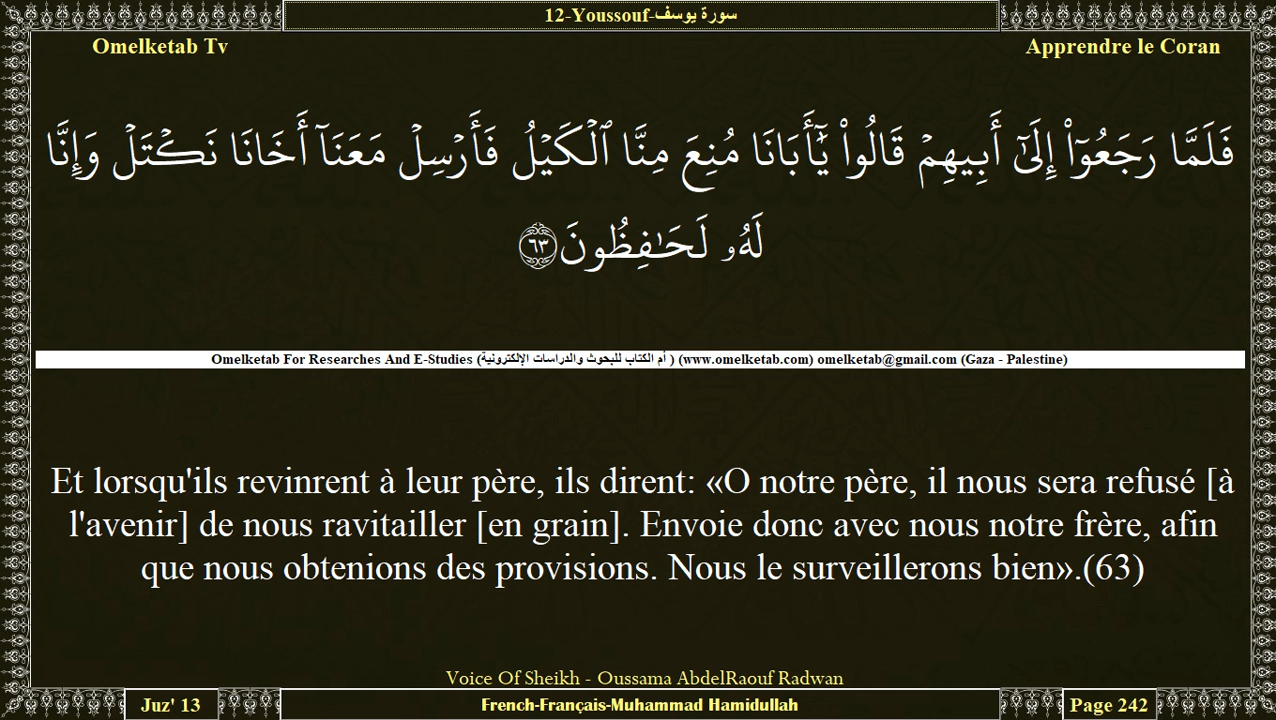 12-Youssouf-سورة يوسف
Omelketab Tv
Apprendre le Coran
فَلَمَّا رَجَعُوٓا۟ إِلَىٰٓ أَبِيهِمْ قَالُوا۟ يَٰٓأَبَانَا مُنِعَ مِنَّا ٱلْكَيْلُ فَأَرْسِلْ مَعَنَآ أَخَانَا نَكْتَلْ وَإِنَّا
لَهُۥ لَحَٰفِظُونَ ٦٣
Omelketab For Researches And E-Studies (أم الكتاب للبحوث والدراسات الإلكترونية ) (www.omelketab.com) omelketab@gmail.com (Gaza - Palestine)
Et lorsqu'ils revinrent à leur père, ils dirent: «O notre père, il nous sera refusé [à
l'avenir] de nous ravitailler [en grain]. Envoie donc avec nous notre frère, afin
que nous obtenions des provisions. Nous le surveillerons bien».(63)
Voice Of Sheikh - Oussama AbdelRaouf Radwan
Juz' 13
French-Français-Muhammad Hamidullah
Page 242